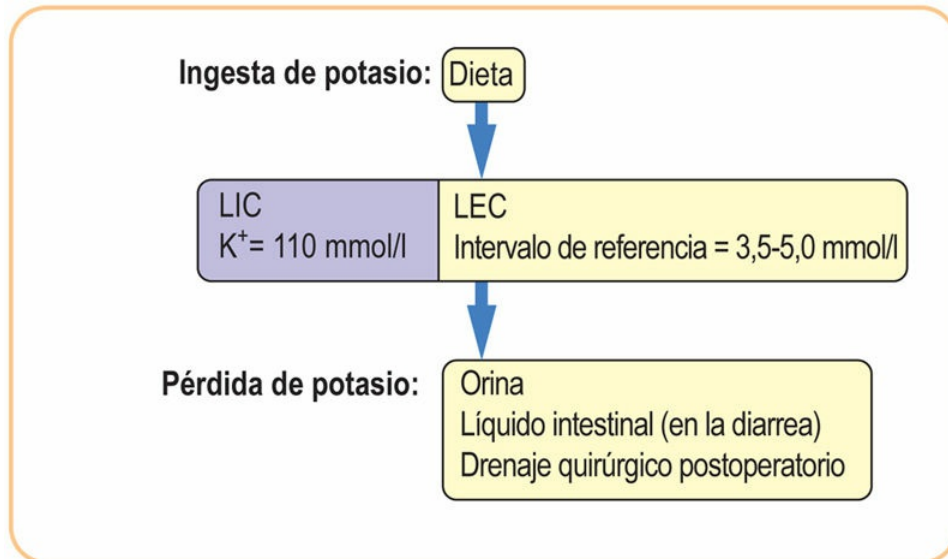 Ingesta de potasio: Dieta
LIC
K⁺= 110 mmol/l
LEC
Intervalo de referencia = 3,5-5,0 mmol/l
Pérdida de potasio:
Orina
Líquido intestinal (en la diarrea)
Drenaje quirúrgico postoperatorio